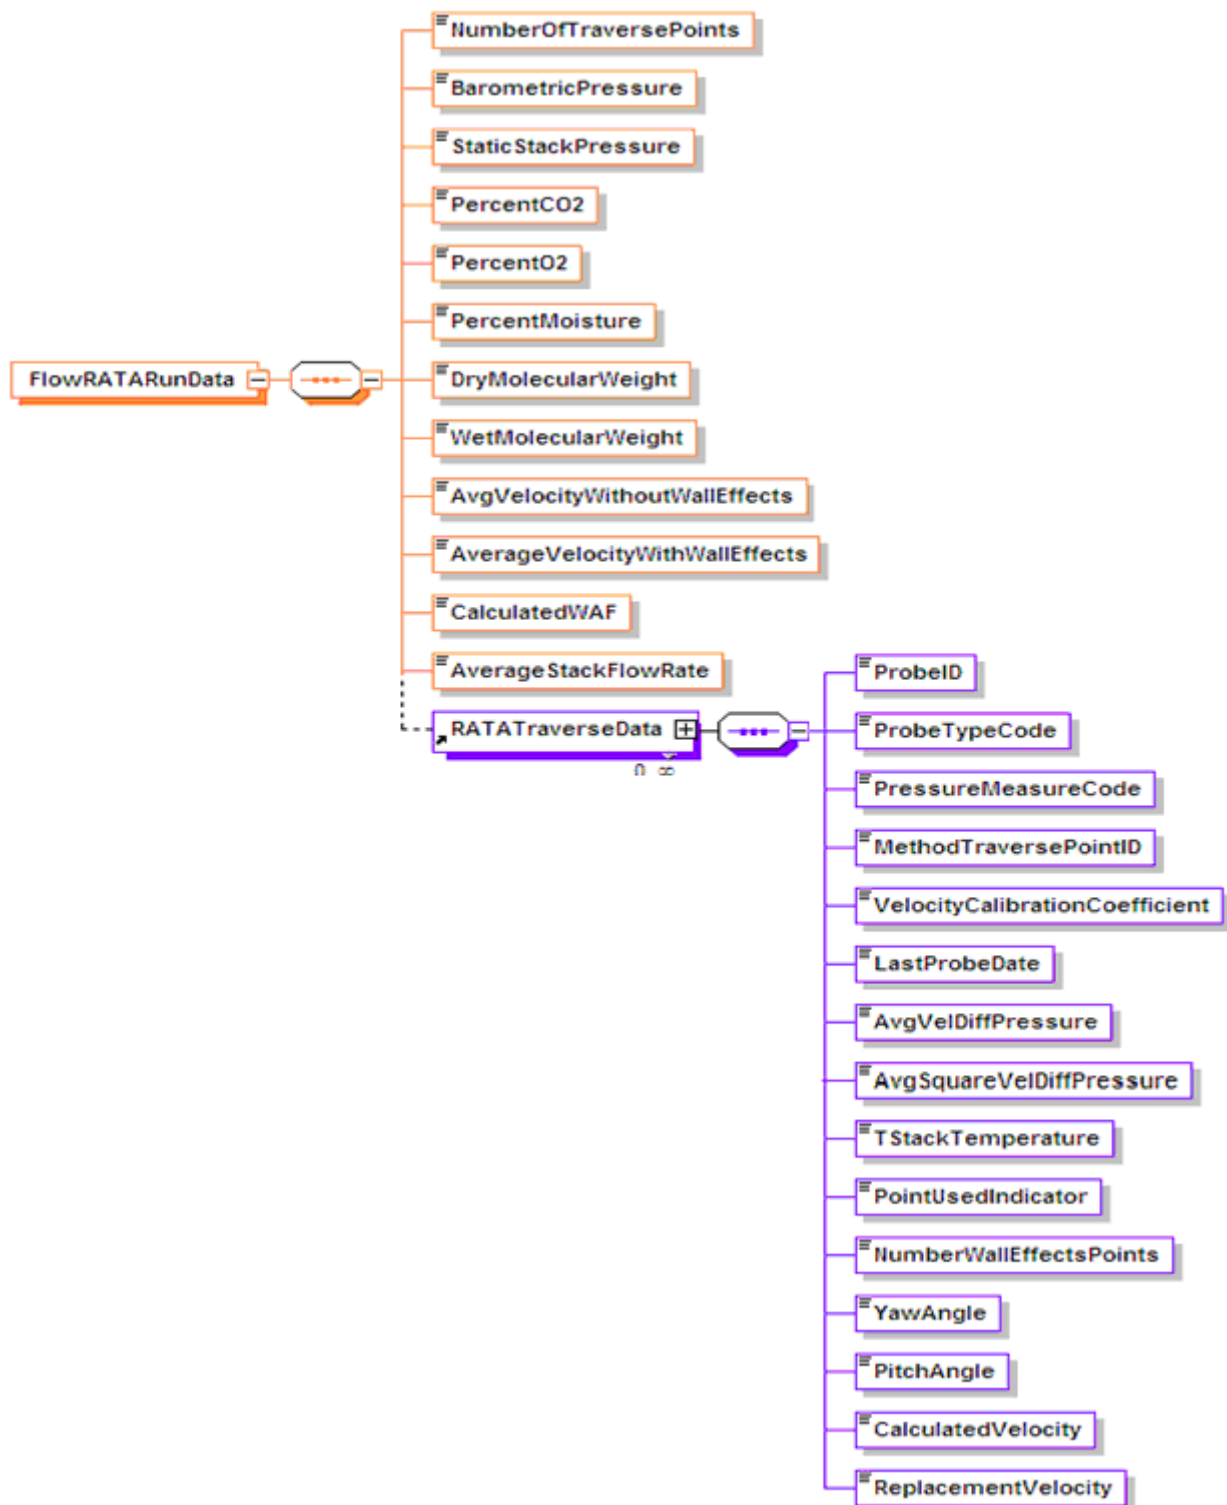 NumberOfTraversePoints
BarometricPressure
StaticStackPressure
PercentCO2
PercentO2
PercentMoisture
FlowRATARunData
DryMolecularWeight
WetMolecularWeight
AvgVelocityWithoutWallEffects
AverageVelocityWithWallEffects
CalculatedWAF
AverageStackFlowRate
RATATraverseData
ProbeID
ProbeTypeCode
PressureMeasureCode
MethodTraversePointID
VelocityCalibrationCoefficient
LastProbeDate
AvgVelDiffPressure
AvgSquareVelDiffPressure
TStackTemperature
PointUsedIndicator
NumberWallEffectsPoints
YawAngle
PitchAngle
CalculatedVelocity
ReplacementVelocity